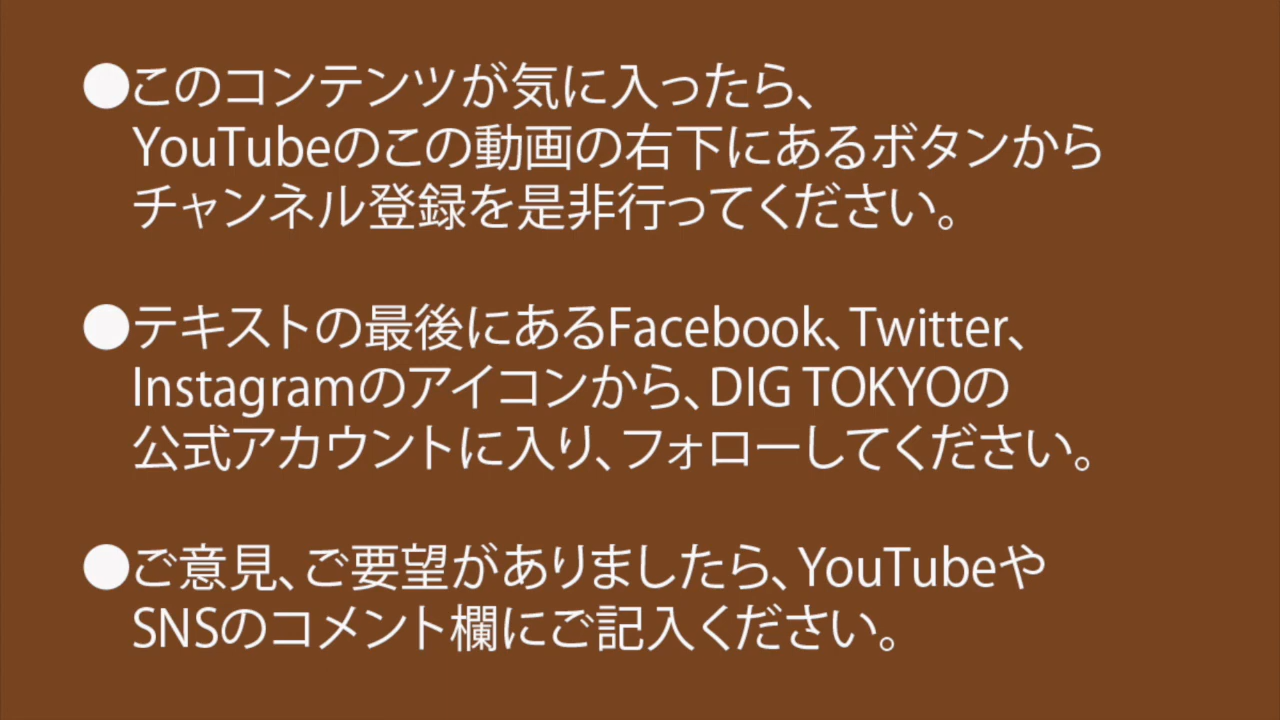 ●このコンテンツが気に入ったら、
YouTubeのこの動画の右下にあるボタンから
チャンネル登録を是非行ってください。
●テキストの最後にあるFacebook、Twitter、
Instagramのアイコンから、DIG TOKYOの
公式アカウントに入り、フォローしてください。
●ご意見、ご要望がありましたら、YouTubeや
SNSのコメント欄にご記入ください。